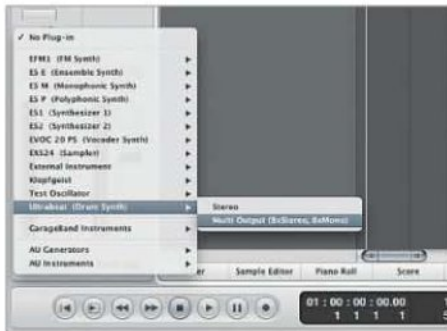 ✓ No Plug-in
EFM1 (FM Synth)
ES E (Ensemble Synth)
ES M (Monophonic Synth)
ES P (Polyphonic Synth)
ES1 (Synthesizer 1)
ES2 (Synthesizer 2)
EVOC 20 PS (Vocoder Synth)
EXS24 (Sampler)
External Instrument
Klopfgeist
Test Oscillator
Ultrabeat (Drum Synth)
Stereo
Multi Output (8xStereo, 8xMono)
GarageBand Instruments
AU Generators
AU Instruments
er Sample Editor Piano Roll Score
01 : 00 : 00 : 00.00
1 1 1 1